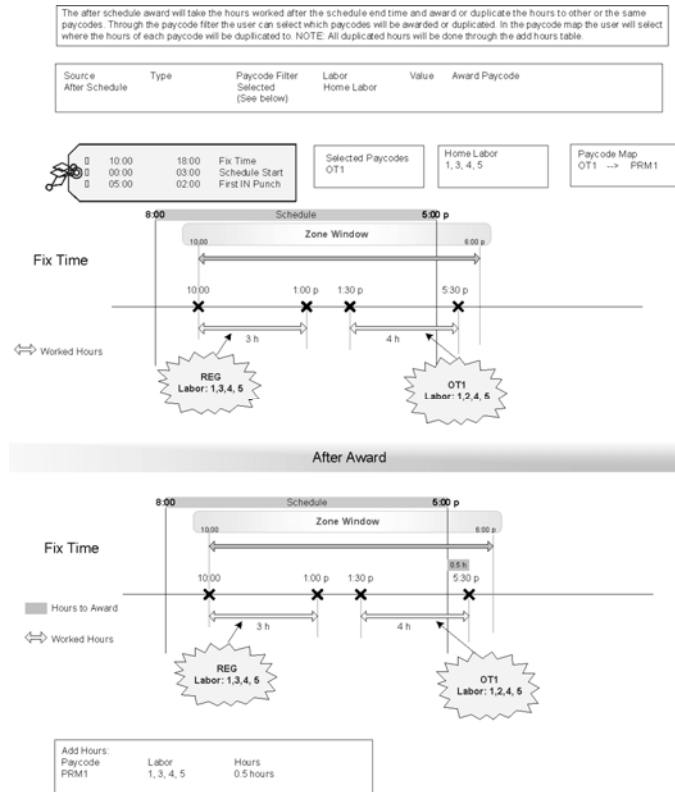 The after schedule award will take the hours worked after the schedule end time and award or duplicate the hours to other or the same
paycodes. Through the paycode filter the user can select which paycodes will be awarded or duplicated. In the paycode map the user will select
where the hours of each paycode will be duplicated to. NOTE: All duplicated hours will be done through the add hours table.
Source Type Paycode Filter Labor Value Award Paycode
After Schedule Selected Home Labor
(See below)
10:00 18:00 Fix Time
00:00 03:00 Schedule Start
05:00 02:00 First IN Punch
Selected Paycodes
OT1
Home Labor
1, 3, 4, 5
Paycode Map
OT1 --> PRM1
8:00 Schedule 5:00 p
Zone Window
10:00 6:00 p
Fix Time
10:00 1:00 p 1:30 p 5:30 p
3 h 4 h
Worked Hours
REG
Labor: 1,3,4, 5
OT1
Labor: 1,2,4, 5
After Award
8:00 Schedule 5:00 p
Zone Window
10:00 6:00 p
Fix Time
0.5 h
10:00 1:00 p 1:30 p 5:30 p
Hours to Award
3 h 4 h
Worked Hours
REG
Labor: 1,3,4, 5
OT1
Labor: 1,2,4, 5
Add Hours:
Paycode Labor Hours
PRM1 1, 3, 4, 5 0.5 hours